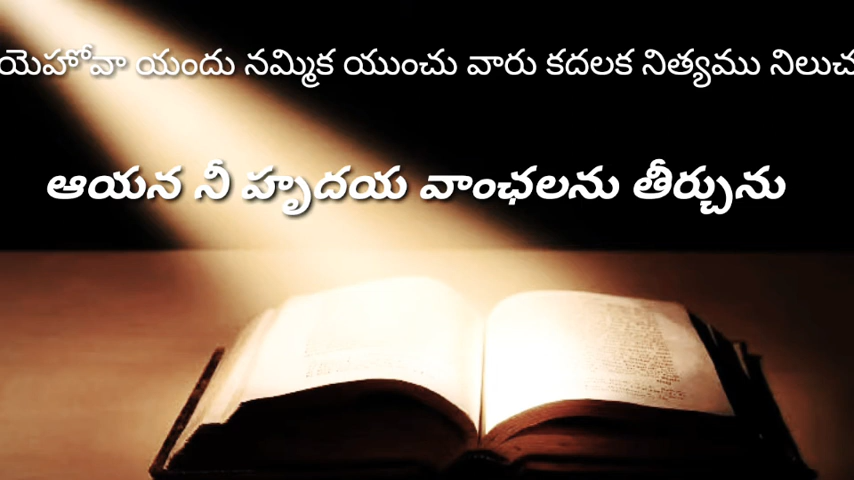 యెహోవా యందు నమ్మిక యుంచు వారు కదలక నిత్యము నిలుచ
ఆయన నీ హృదయ వాంఛలను తీర్చును